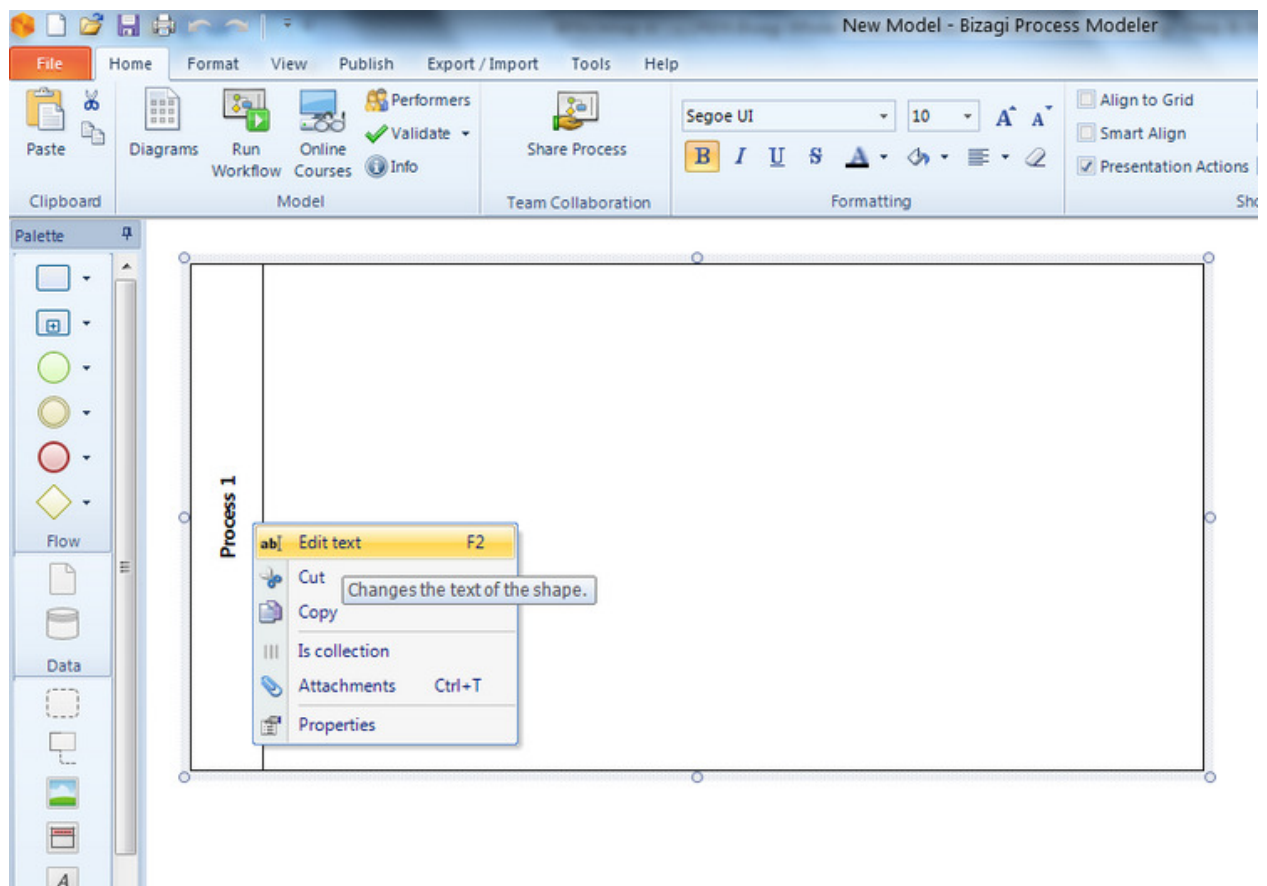 New Model - Bizagi Process Modeler
File Home Format View Publish Export / Import Tools Help
Paste
Clipboard
Diagrams
Run Workflow
Online Courses
Performers
Validate
Info
Model
Share Process
Team Collaboration
Segoe UI 10 A A
B I U S A
Formatting
Align to Grid
Smart Align
Presentation Actions
Sho
Palette
Flow
Data
A
Process 1
ab Edit text F2
Cut
Changes the text of the shape.
Copy
Is collection
Attachments Ctrl+T
Properties